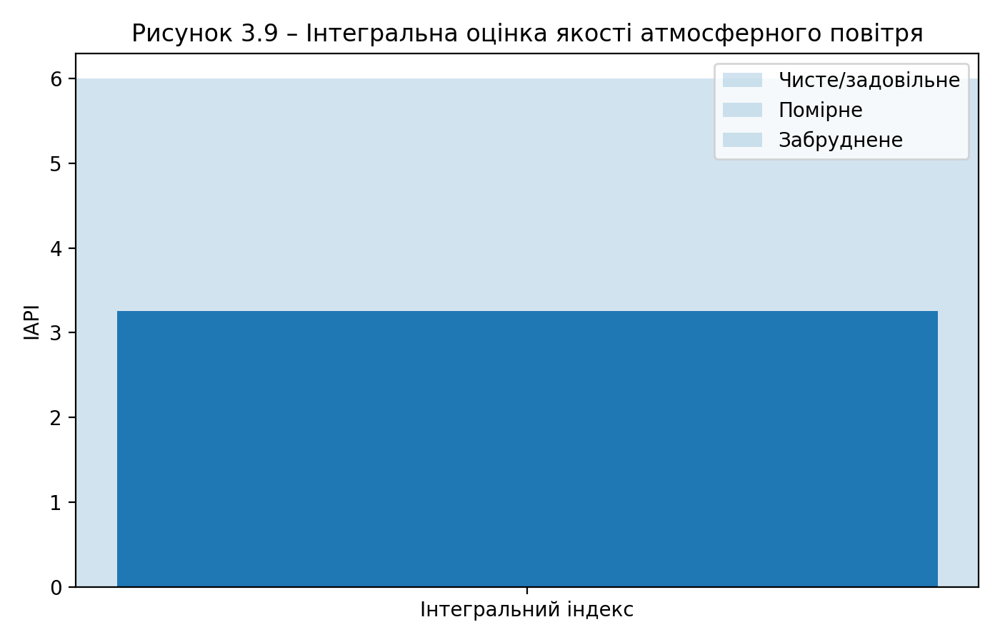 Рисунок 3.9 – Інтегральна оцінка якості атмосферного повітря
Чисте/задовільне
Помірне
Забруднене
IAPI
6
5
4
3
2
1
0
Інтегральний індекс